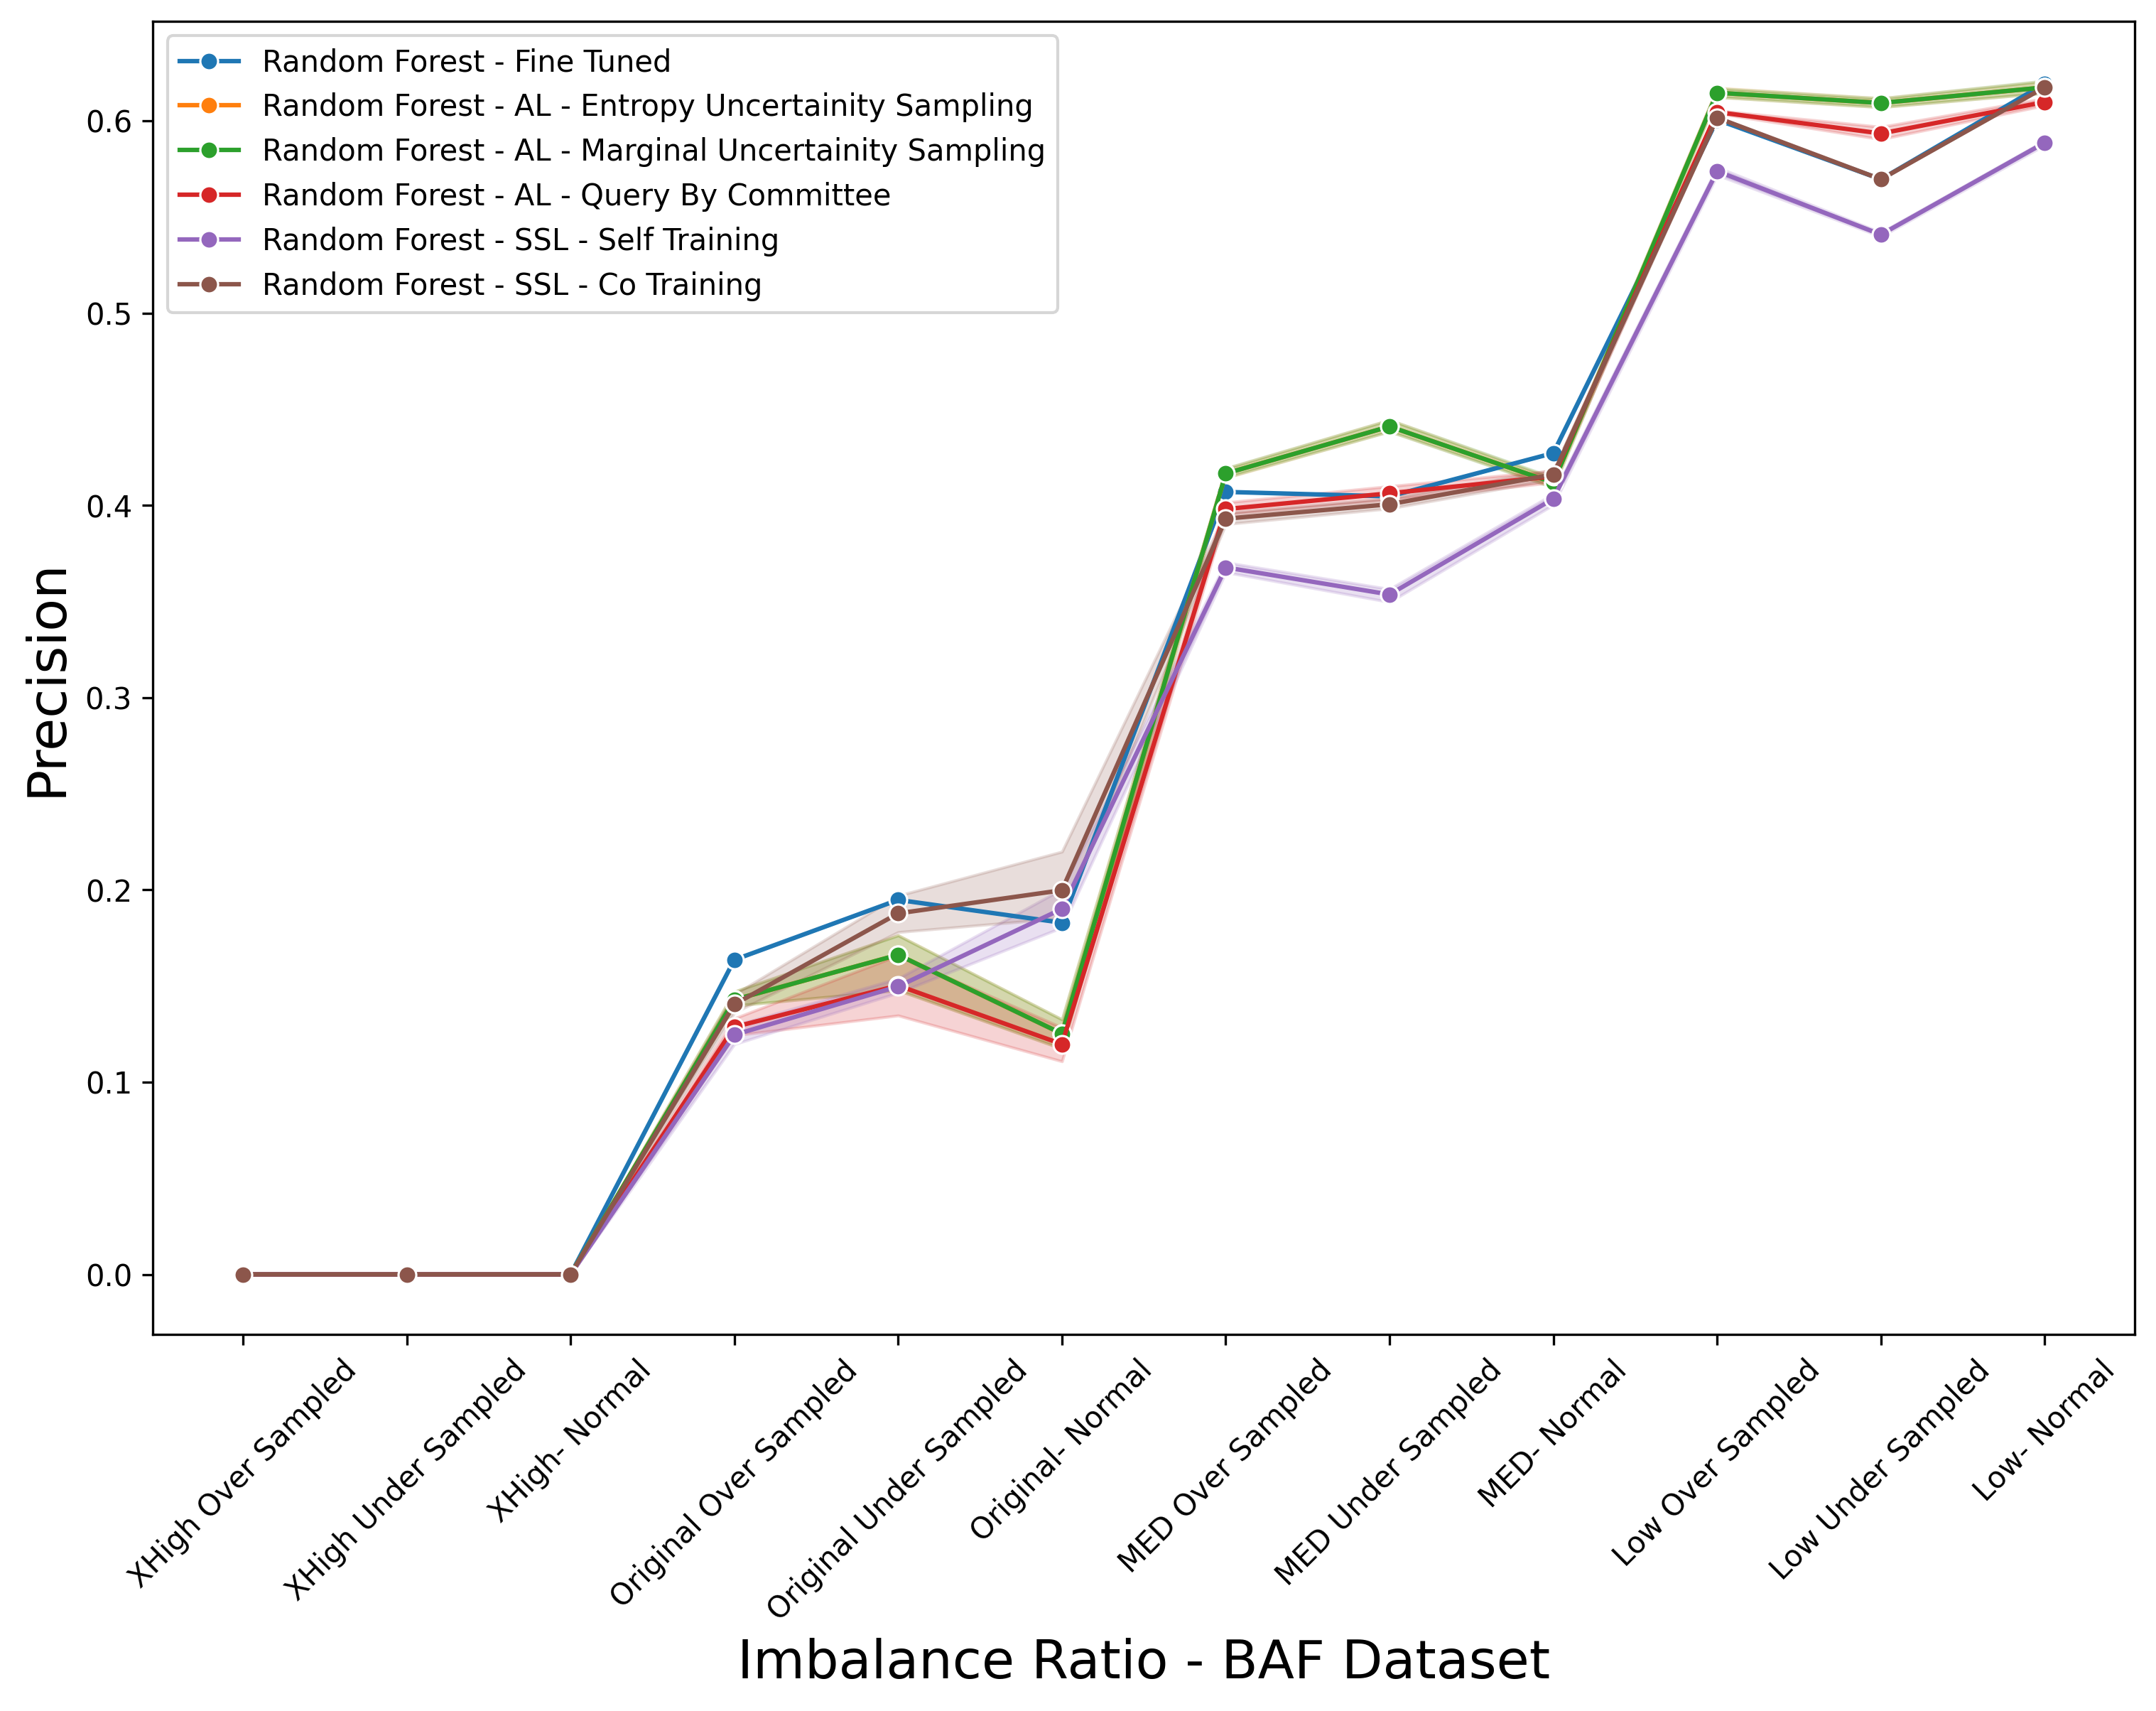 Random Forest - Fine Tuned
Random Forest - AL - Entropy Uncertainity Sampling
Random Forest - AL - Marginal Uncertainity Sampling
Random Forest - AL - Query By Committee
Random Forest - SSL - Self Training
Random Forest - SSL - Co Training
Precision
0.6
0.5
0.4
0.3
0.2
0.1
0.0
XHigh Over Sampled
XHigh Under Sampled
XHigh- Normal
Original Over Sampled
Original Under Sampled
Original- Normal
MED Over Sampled
MED Under Sampled
MED- Normal
Low Over Sampled
Low Under Sampled
Low- Normal
Imbalance Ratio - BAF Dataset